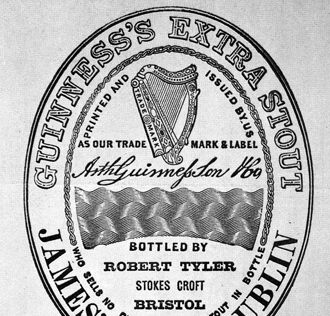 GUINNESS'S EXTRA STOUT
PRINTED AND ISSUED BY US
TRADE MARK
AS OUR TRADE MARK & LABEL
Arth Guinness Son & Co
BOTTLED BY
ROBERT TYLER
STOKES CROFT
BRISTOL
WHO SELLS NO
STOUT IN BOTTLE
JAMES
DUBLIN